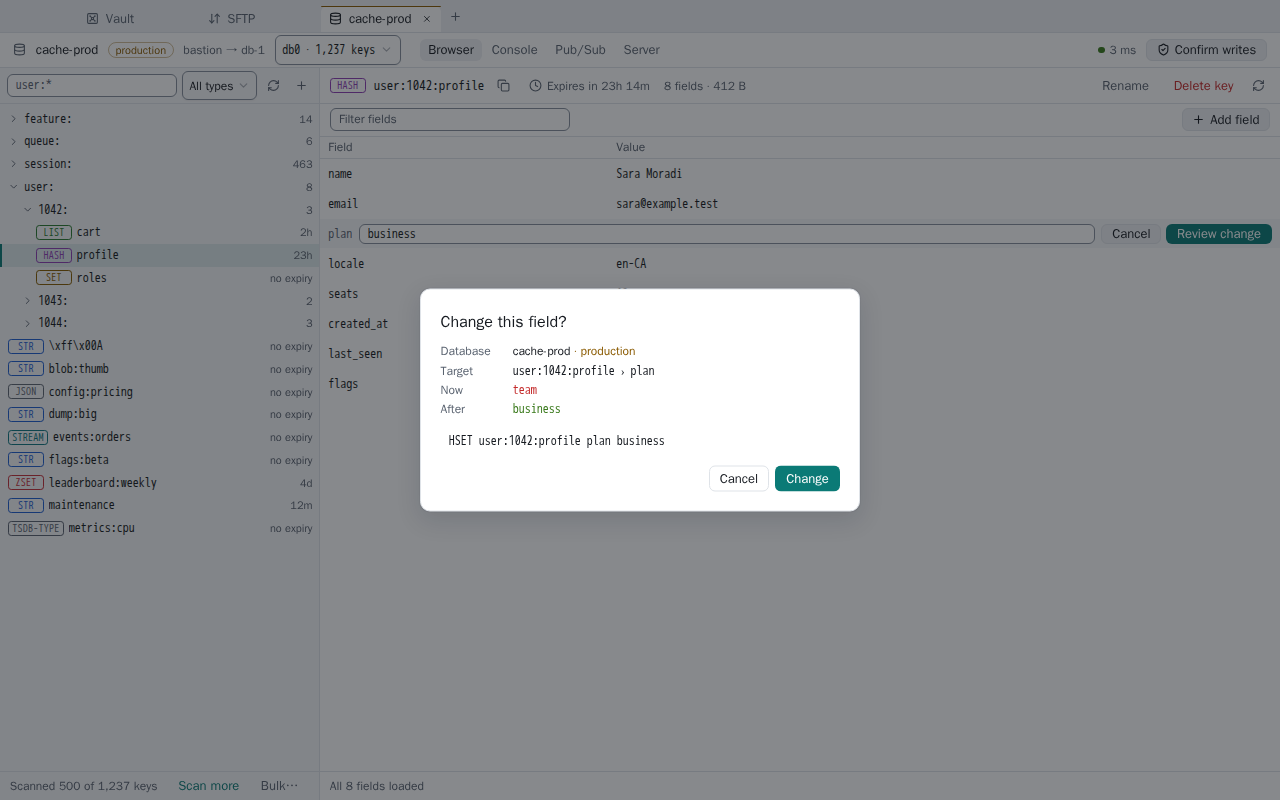 Vault
SFTP
cache-prod ×
cache-prod production bastion → db-1 db0 · 1,237 keys
Browser Console Pub/Sub Server
3 ms Confirm writes
user:* All types
HASH user:1042:profile Expires in 23h 14m 8 fields · 412 B Rename Delete key
feature: 14
queue: 6
session: 463
user: 8
1042: 3
LIST cart 2h
HASH profile 23h
SET roles no expiry
1043: 2
1044: 3
STR \xff\x00A no expiry
STR blob:thumb no expiry
JSON config:pricing no expiry
STR dump:big no expiry
STREAM events:orders no expiry
STR flags:beta no expiry
ZSET leaderboard:weekly 4d
STR maintenance 12m
TSDB-TYPE metrics:cpu no expiry
Scanned 500 of 1,237 keys Scan more Bulk···
Filter fields Add field
Field Value
name Sara Moradi
email sara@example.test
plan business Cancel Review change
locale en-CA
seats
created_at
last_seen
flags
Change this field?
Database cache-prod · production
Target user:1042:profile › plan
Now team
After business
HSET user:1042:profile plan business
Cancel Change
All 8 fields loaded